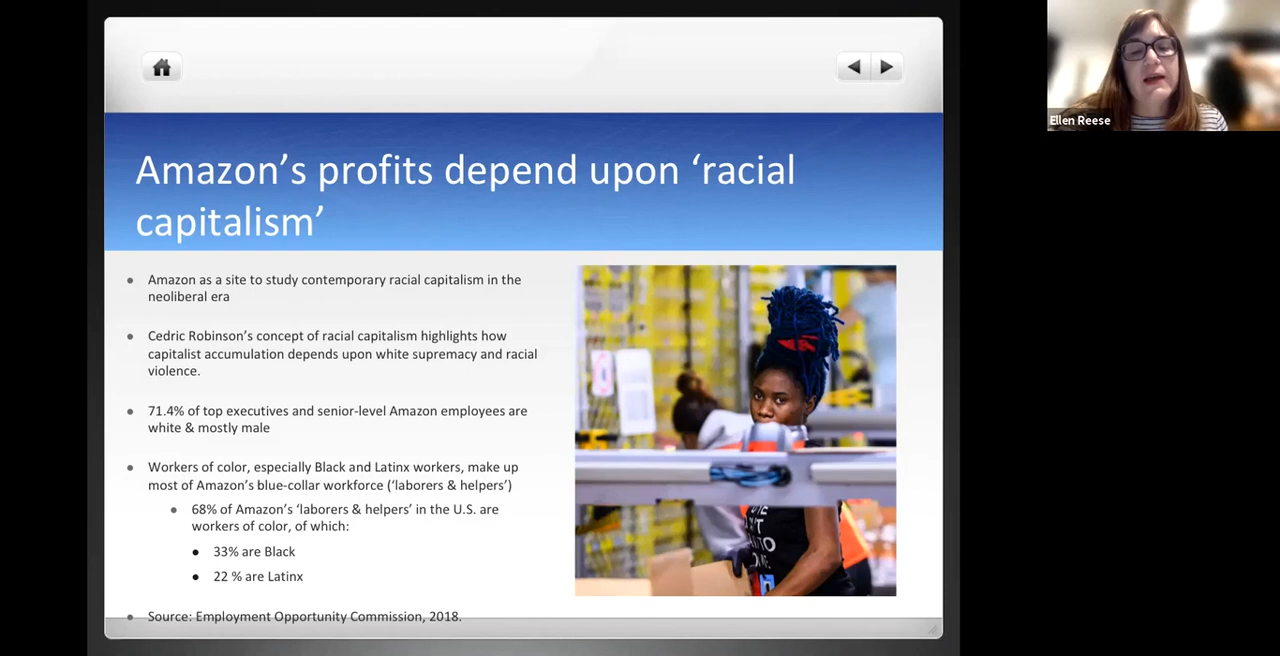 Amazon’s profits depend upon ‘racial
capitalism’
Amazon as a site to study contemporary racial capitalism in the
neoliberal era
Cedric Robinson’s concept of racial capitalism highlights how
capitalist accumulation depends upon white supremacy and racial
violence.
71.4% of top executives and senior-level Amazon employees are
white & mostly male
Workers of color, especially Black and Latinx workers, make up
most of Amazon’s blue-collar workforce (‘laborers & helpers’)
68% of Amazon’s ‘laborers & helpers’ in the U.S. are
workers of color, of which:
33% are Black
22 % are Latinx
Source: Employment Opportunity Commission, 2018.
Ellen Reese